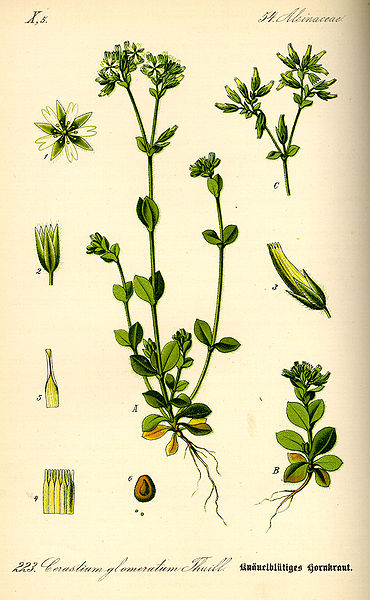 X, 5.
54. Alsinaceae.
1
C
2
3
5
A
B
4
6
223. Cerastium glomeratum Thuill.
Knäuelblütiges Hornkraut.